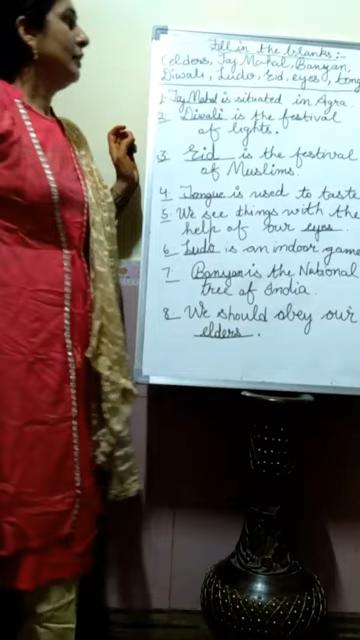 Fill in the blanks:-
(elders, Taj Mahal, Banyan,
Diwali, Ludo, Eid, eyes, tong
1. Taj Mahal is situated in Agra
2. Diwali is the festival
of lights.
3. Eid is the festival
of Muslims.
4. Tongue is used to taste
5. We see things with the
help of our eyes.
6. Ludo is an indoor game
7. Banyan is the National
tree of India.
8. We should obey our
elders.